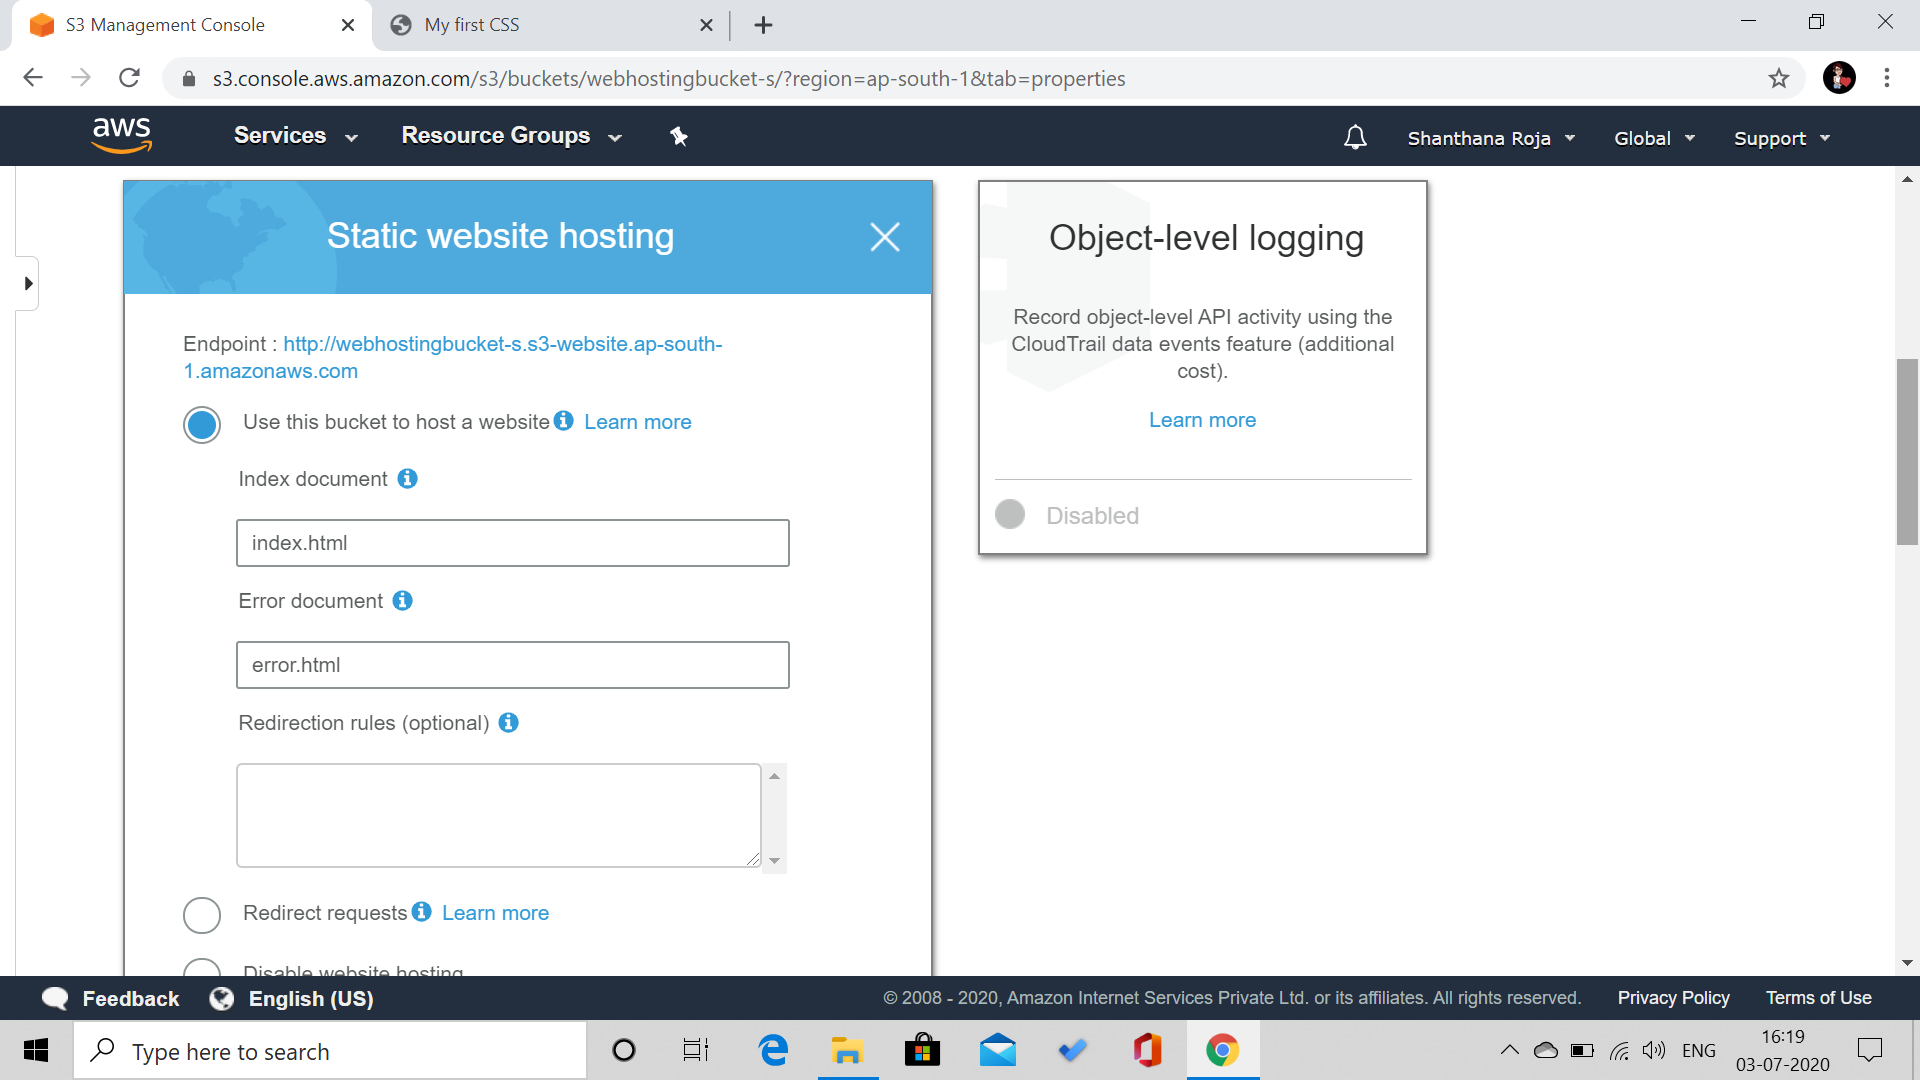 S3 Management Console
My first CSS
s3.console.aws.amazon.com/s3/buckets/webhostingbucket-s/?region=ap-south-1&tab=properties
aws
Services
Resource Groups
Shanthana Roja
Global
Support
Static website hosting
Endpoint : http://webhostingbucket-s.s3-website.ap-south-
1.amazonaws.com
Use this bucket to host a website Learn more
Index document
index.html
Error document
error.html
Redirection rules (optional)
Redirect requests Learn more
Disable website hosting
Object-level logging
Record object-level API activity using the
CloudTrail data events feature (additional
cost).
Learn more
Disabled
Feedback
English (US)
© 2008 - 2020, Amazon Internet Services Private Ltd. or its affiliates. All rights reserved.
Privacy Policy
Terms of Use
Type here to search
ENG
16:19
03-07-2020